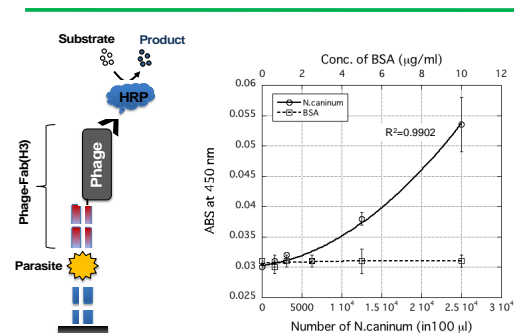 Substrate Product
HRP
Phage
Phage-Fab(H3)
Parasite
Conc. of BSA (μg/ml)
0 2 4 6 8 10 12
0.06
0.055
0.05
0.045
0.04
0.035
0.03
0.025
ABS at 450 nm
N.caninum
BSA
R²=0.9902
0 5000 1 10⁴ 1.5 10⁴ 2 10⁴ 2.5 10⁴ 3 10⁴
Number of N.caninum (in100 μl)